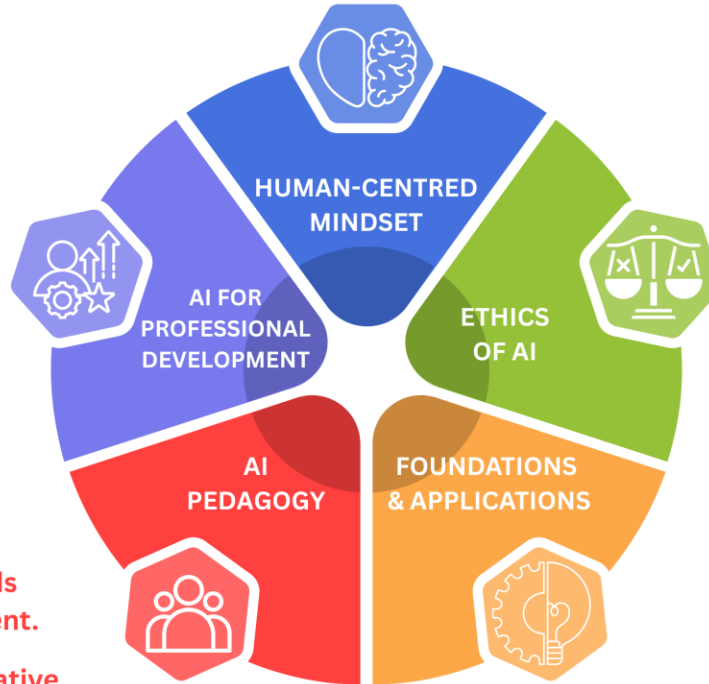 HUMAN-CENTRED
MINDSET
ETHICS
OF AI
FOUNDATIONS
& APPLICATIONS
AI
PEDAGOGY
AI FOR
PROFESSIONAL
DEVELOPMENT